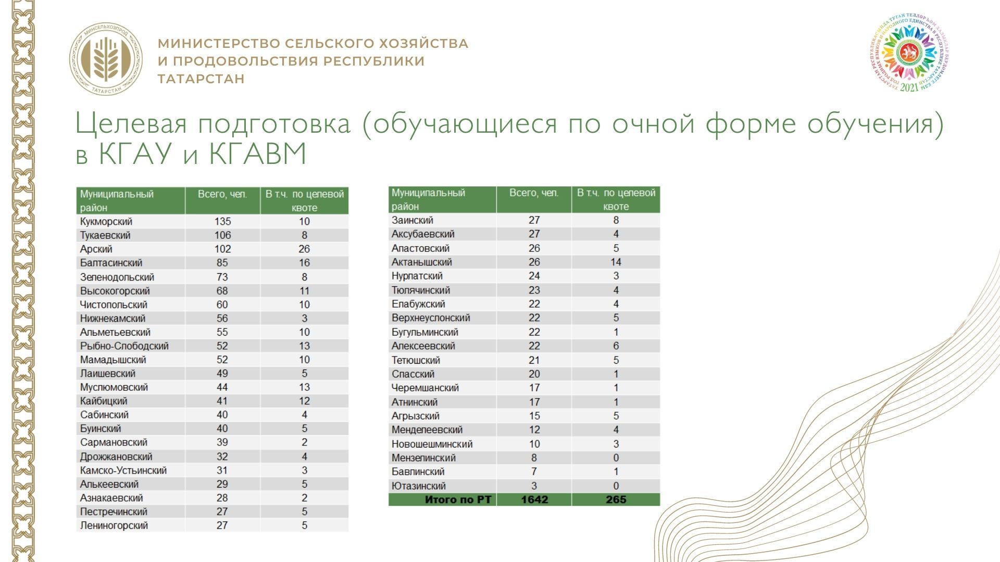 МИНСЕЛЬХОЗПРОД
ТАТАРСТАН
МИНИСТЕРСТВО СЕЛЬСКОГО ХОЗЯЙСТВА
И ПРОДОВОЛЬСТВИЯ РЕСПУБЛИКИ
ТАТАРСТАН
ТАТАРСТАН РЕСПУБЛИКАСЫНДА ТУГАН ТЕЛЛӘР ҺӘМ ХАЛЫКЛАР БЕРДӘМЛЕГЕ ЕЛЫ
ГОД РОДНЫХ ЯЗЫКОВ И НАРОДНОГО ЕДИНСТВА В РЕСПУБЛИКЕ ТАТАРСТАН
2021
Целевая подготовка (обучающиеся по очной форме обучения)
в КГАУ и КГАВМ
Муниципальный район Всего, чел. В т.ч. по целевой квоте
Кукморский 135 10
Тукаевский 106 8
Арский 102 26
Балтасинский 85 16
Зеленодольский 73 8
Высокогорский 68 11
Чистопольский 60 10
Нижнекамский 56 3
Альметьевский 55 10
Рыбно-Слободский 52 13
Мамадышский 52 10
Лаишевский 49 5
Муслюмовский 44 13
Кайбицкий 41 12
Сабинский 40 4
Буинский 40 5
Сармановский 39 2
Дрожжановский 32 4
Камско-Устьинский 31 3
Алькеевский 29 5
Азнакаевский 28 2
Пестречинский 27 5
Лениногорский 27 5
Муниципальный район Всего, чел. В т.ч. по целевой квоте
Заинский 27 8
Аксубаевский 27 4
Апастовский 26 5
Актанышский 26 14
Нурлатский 24 3
Тюлячинский 23 4
Елабужский 22 4
Верхнеуслонский 22 5
Бугульминский 22 1
Алексеевский 22 6
Тетюшский 21 5
Спасский 20 1
Черемшанский 17 1
Атнинский 17 1
Агрызский 15 5
Менделеевский 12 4
Новошешминский 10 3
Мензелинский 8 0
Бавлинский 7 1
Ютазинский 3 0
Итого по РТ 1642 265